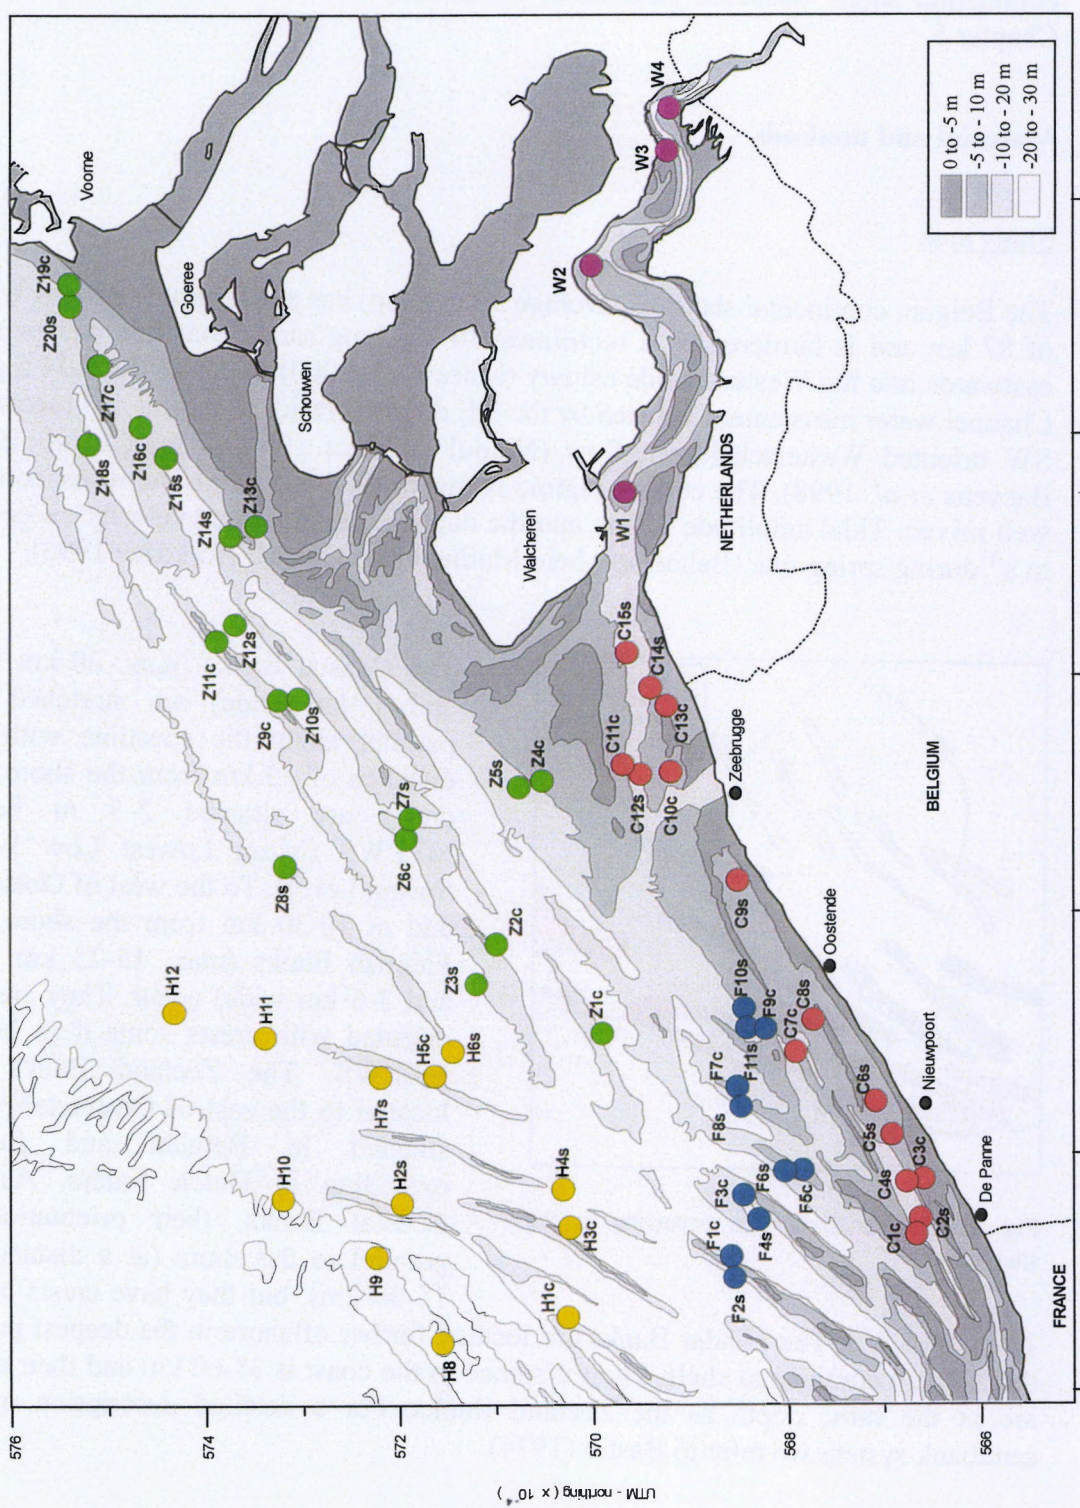 576
Z20s
Z19c
Voorne
H12
Z18s
Z17c
Z16c
Z15s
Goeree
574
H11
Z8s
Z9c
Z11c
Z14s
Z13c
Z12s
Z10s
Schouwen
H10
H9
H7s
H2s
H5c
H6s
Z6c
Z7s
572
H8
Z3s
Z2c
Z5s
Z4c
Walcheren
H1c
H3c
H4s
Z1c
W2
570
C11c
C12s
C15s
C14s
W1
W3
W4
C10c
C13c
F2s
F1c
F4s
F3c
F6s
F5c
F8s
F7c
F11s
F10s
F9c
C9s
Zeebrugge
NETHERLANDS
568
C7c
C8s
Oostende
C1c
C2s
C4s
C3c
C5s
C6s
Nieuwpoort
BELGIUM
566
De Panne
FRANCE
0 to -5 m
-5 to - 10 m
-10 to - 20 m
-20 to - 30 m
UTM - northing ( x 10⁻⁴ )